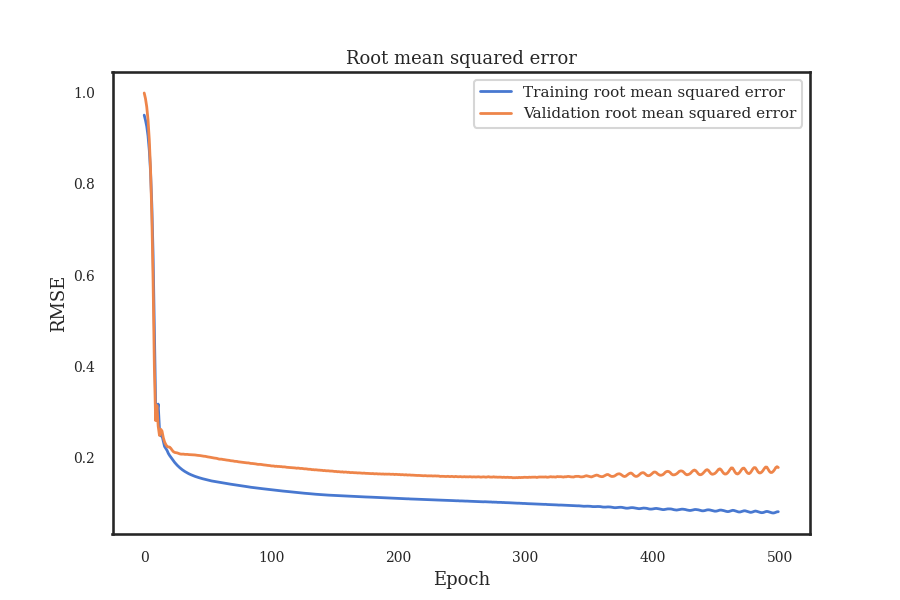 Root mean squared error
Training root mean squared error
Validation root mean squared error
1.0
0.8
0.6
0.4
0.2
RMSE
0 100 200 300 400 500
Epoch